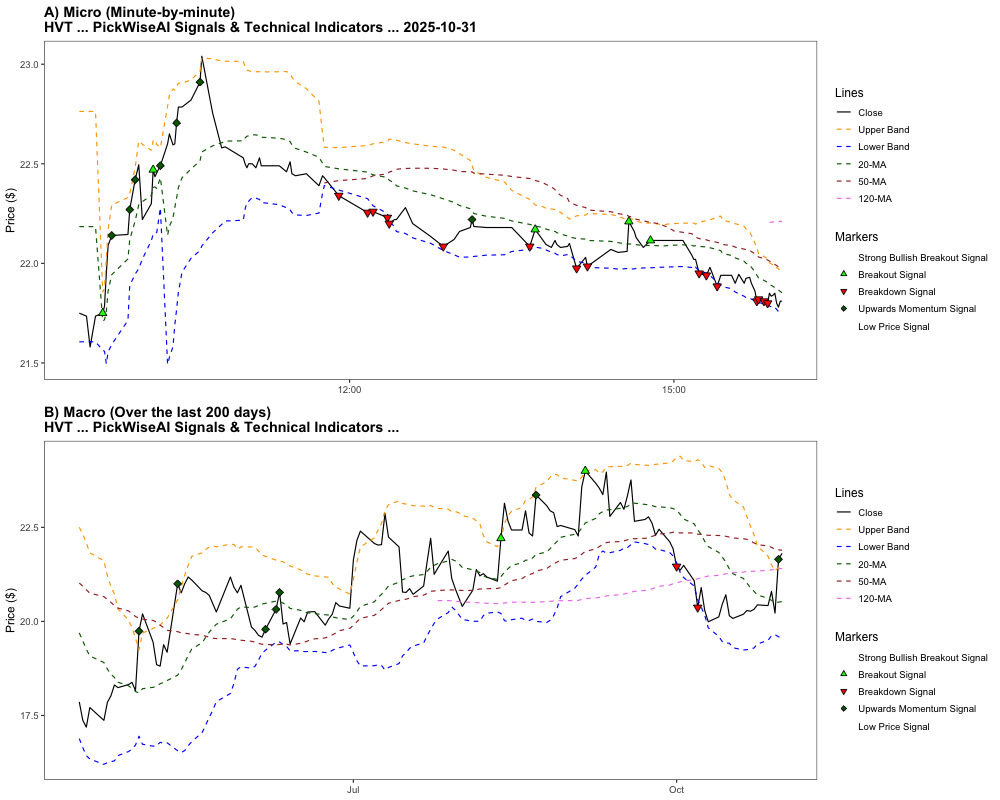 A) Micro (Minute-by-minute)
HVT ... PickWiseAI Signals & Technical Indicators ... 2025-10-31
Price ($)
23.0
22.5
22.0
21.5
12:00
15:00
Lines
Close
Upper Band
Lower Band
20-MA
50-MA
120-MA
Markers
Strong Bullish Breakout Signal
Breakout Signal
Breakdown Signal
Upwards Momentum Signal
Low Price Signal
B) Macro (Over the last 200 days)
HVT ... PickWiseAI Signals & Technical Indicators ...
Price ($)
22.5
20.0
17.5
Jul
Oct
Lines
Close
Upper Band
Lower Band
20-MA
50-MA
120-MA
Markers
Strong Bullish Breakout Signal
Breakout Signal
Breakdown Signal
Upwards Momentum Signal
Low Price Signal